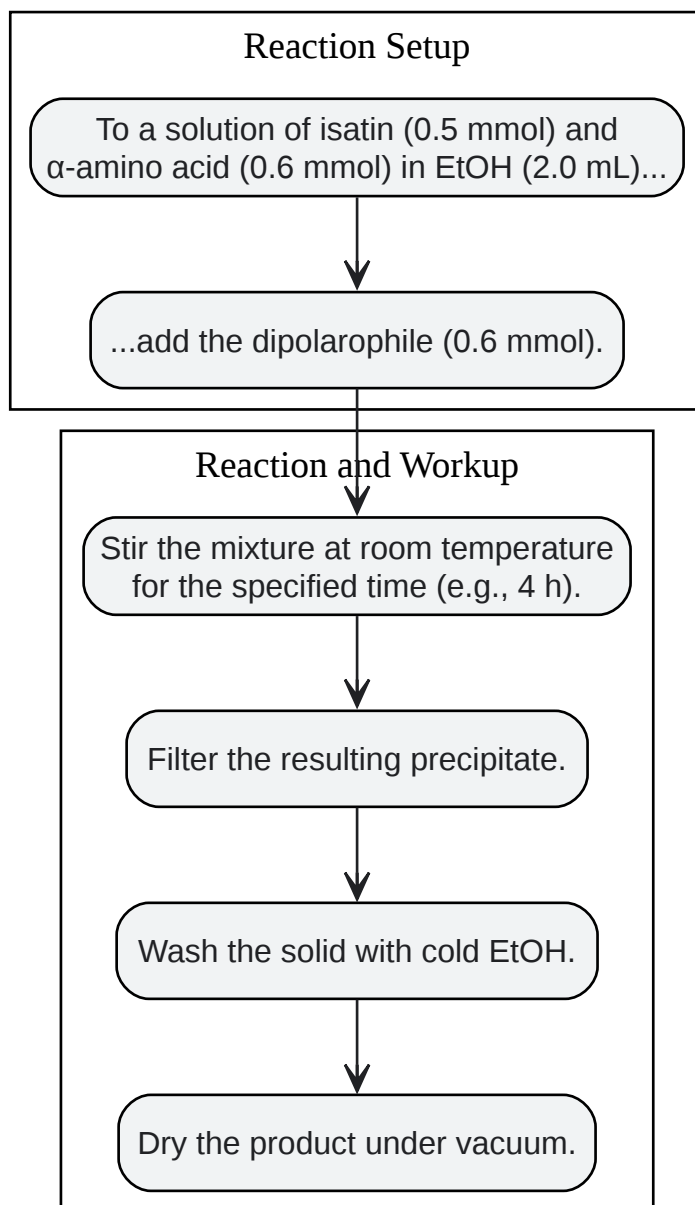 Reaction Setup
To a solution of isatin (0.5 mmol) and
α-amino acid (0.6 mmol) in EtOH (2.0 mL)...
...add the dipolarophile (0.6 mmol).
Reaction and Workup
Stir the mixture at room temperature
for the specified time (e.g., 4 h).
Filter the resulting precipitate.
Wash the solid with cold EtOH.
Dry the product under vacuum.